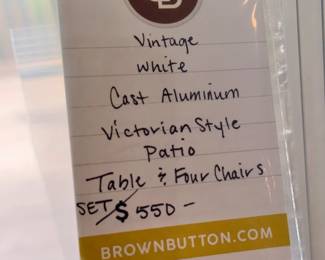 Vintage
White
Cast Aluminum
Victorian Style
Patio
Table & Four Chairs
SET/$550-
BROWNBUTTON.COM